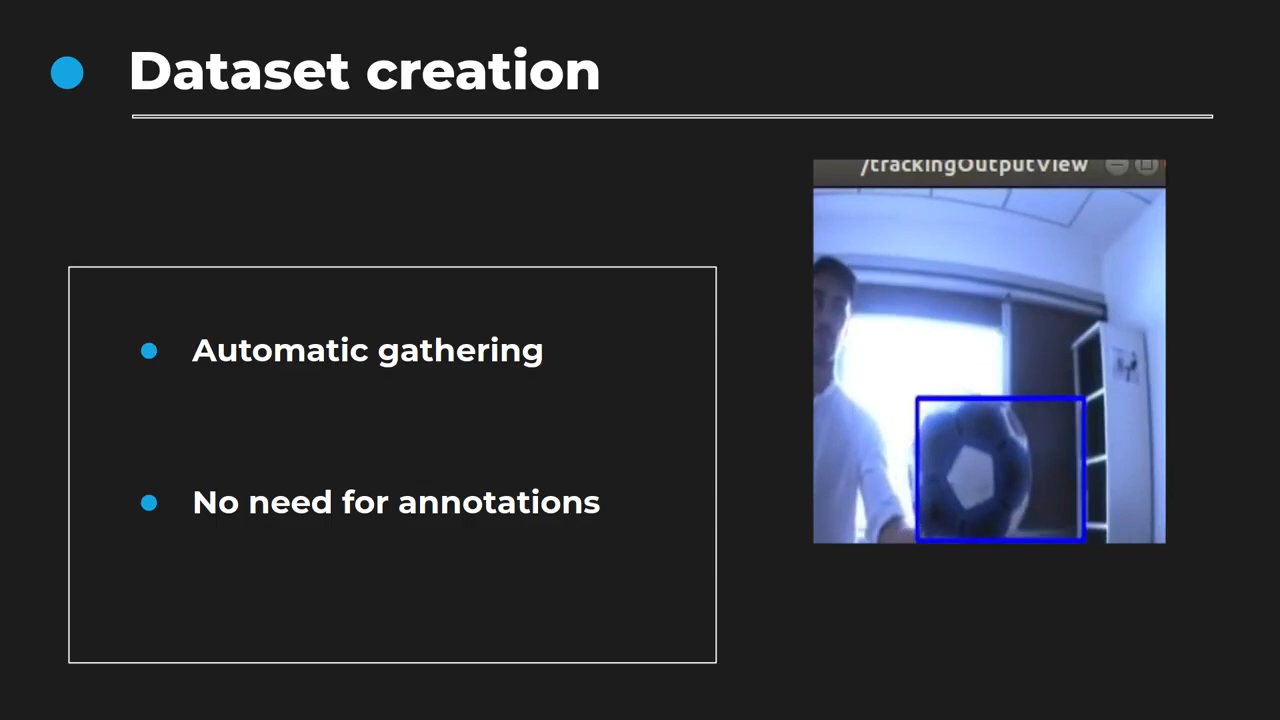 Dataset creation
/trackingOutputView
Automatic gathering
No need for annotations